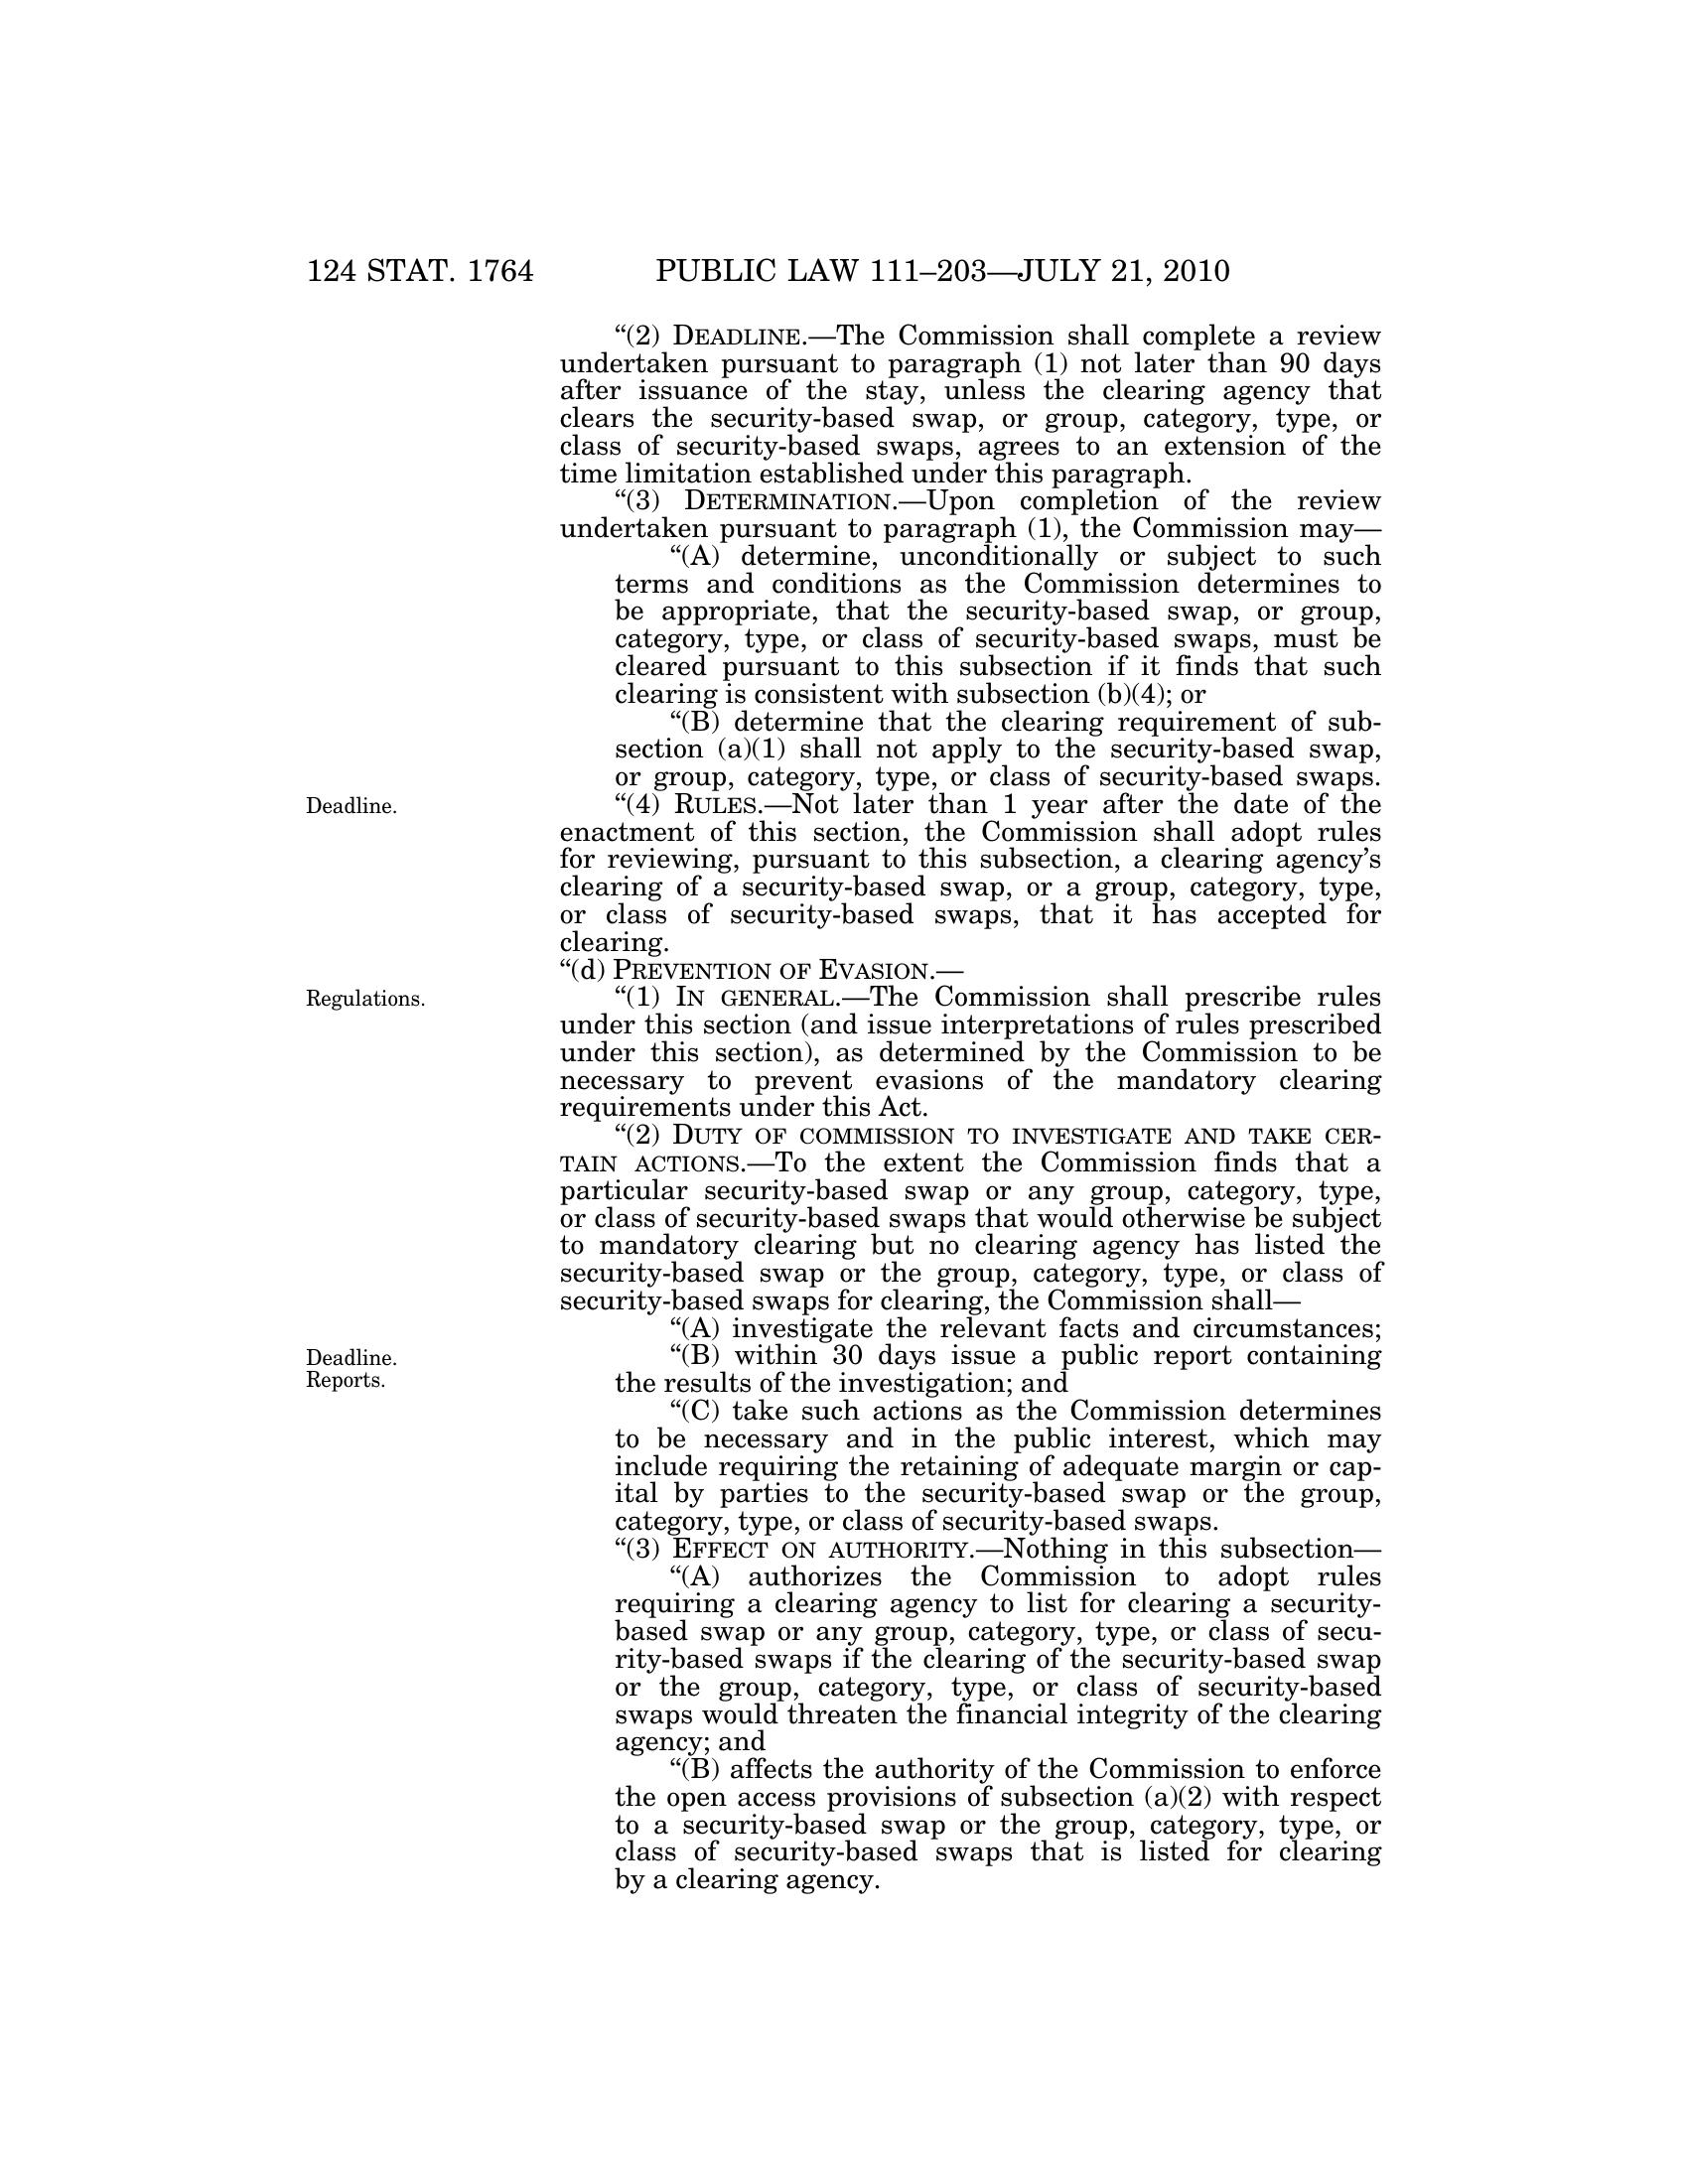 124 STAT. 1764 PUBLIC LAW 111–203—JULY 21, 2010
“(2) DEADLINE.—The Commission shall complete a review
undertaken pursuant to paragraph (1) not later than 90 days
after issuance of the stay, unless the clearing agency that
clears the security-based swap, or group, category, type, or
class of security-based swaps, agrees to an extension of the
time limitation established under this paragraph.
“(3) DETERMINATION.—Upon completion of the review
undertaken pursuant to paragraph (1), the Commission may—
“(A) determine, unconditionally or subject to such
terms and conditions as the Commission determines to
be appropriate, that the security-based swap, or group,
category, type, or class of security-based swaps, must be
cleared pursuant to this subsection if it finds that such
clearing is consistent with subsection (b)(4); or
“(B) determine that the clearing requirement of sub-
section (a)(1) shall not apply to the security-based swap,
or group, category, type, or class of security-based swaps.
Deadline.
“(4) RULES.—Not later than 1 year after the date of the
enactment of this section, the Commission shall adopt rules
for reviewing, pursuant to this subsection, a clearing agency’s
clearing of a security-based swap, or a group, category, type,
or class of security-based swaps, that it has accepted for
clearing.
“(d) PREVENTION OF EVASION.—
Regulations.
“(1) IN GENERAL.—The Commission shall prescribe rules
under this section (and issue interpretations of rules prescribed
under this section), as determined by the Commission to be
necessary to prevent evasions of the mandatory clearing
requirements under this Act.
“(2) DUTY OF COMMISSION TO INVESTIGATE AND TAKE CER-
TAIN ACTIONS.—To the extent the Commission finds that a
particular security-based swap or any group, category, type,
or class of security-based swaps that would otherwise be subject
to mandatory clearing but no clearing agency has listed the
security-based swap or the group, category, type, or class of
security-based swaps for clearing, the Commission shall—
“(A) investigate the relevant facts and circumstances;
Deadline.
Reports.
“(B) within 30 days issue a public report containing
the results of the investigation; and
“(C) take such actions as the Commission determines
to be necessary and in the public interest, which may
include requiring the retaining of adequate margin or cap-
ital by parties to the security-based swap or the group,
category, type, or class of security-based swaps.
“(3) EFFECT ON AUTHORITY.—Nothing in this subsection—
“(A) authorizes the Commission to adopt rules
requiring a clearing agency to list for clearing a security-
based swap or any group, category, type, or class of secu-
rity-based swaps if the clearing of the security-based swap
or the group, category, type, or class of security-based
swaps would threaten the financial integrity of the clearing
agency; and
“(B) affects the authority of the Commission to enforce
the open access provisions of subsection (a)(2) with respect
to a security-based swap or the group, category, type, or
class of security-based swaps that is listed for clearing
by a clearing agency.